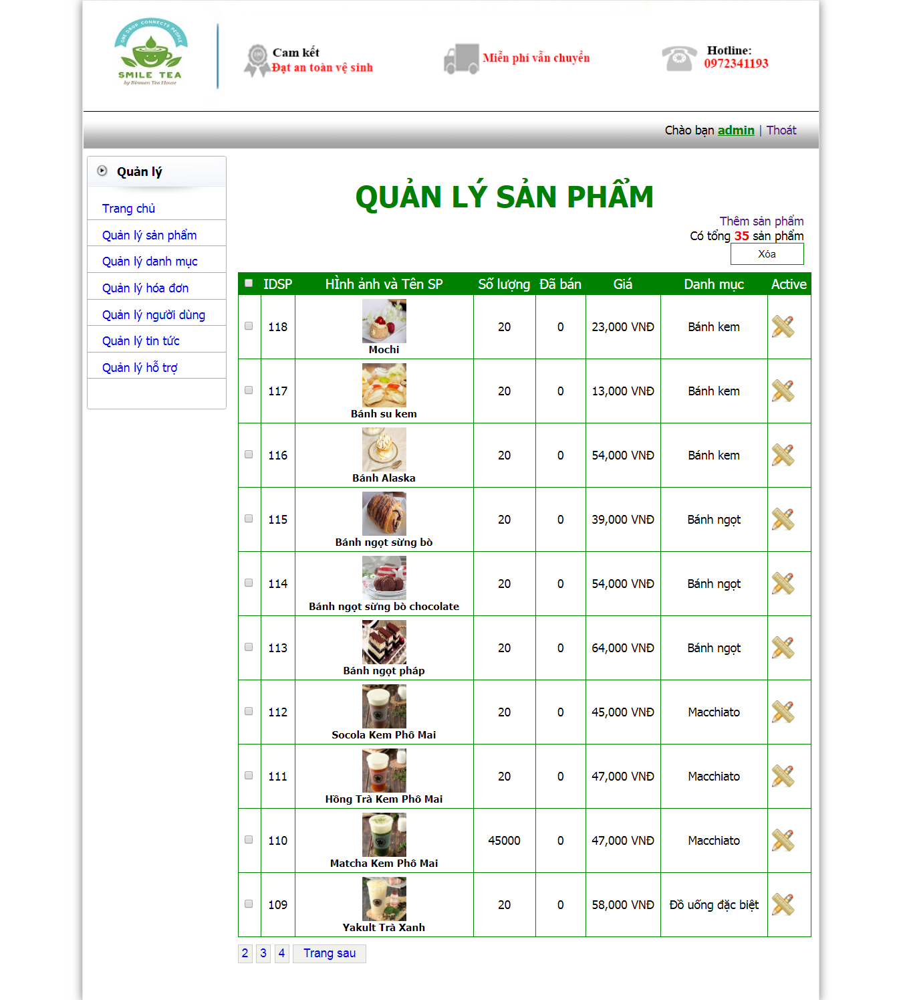 ONE DROP CONNECTS PEOPLE
SMILE TEA
by Birouen Tea House
Cam kết
Đạt an toàn vệ sinh
Miễn phí vẫn chuyển
Hotline:
0972341193
Chào bạn admin | Thoát
Quản lý
Trang chủ
Quản lý sản phẩm
Quản lý danh mục
Quản lý hóa đơn
Quản lý người dùng
Quản lý tin tức
Quản lý hỗ trợ
QUẢN LÝ SẢN PHẨM
Thêm sản phẩm
Có tổng 35 sản phẩm
Xóa
IDSP HÌnh ảnh và Tên SP Số lượng Đã bán Giá Danh mục Active
118 Mochi 20 0 23,000 VNĐ Bánh kem
117 Bánh su kem 20 0 13,000 VNĐ Bánh kem
116 Bánh Alaska 20 0 54,000 VNĐ Bánh kem
115 Bánh ngọt sừng bò 20 0 39,000 VNĐ Bánh ngọt
114 Bánh ngọt sừng bò chocolate 20 0 54,000 VNĐ Bánh ngọt
113 Bánh ngọt pháp 20 0 64,000 VNĐ Bánh ngọt
112 Socola Kem Phô Mai 20 0 45,000 VNĐ Macchiato
111 Hồng Trà Kem Phô Mai 20 0 47,000 VNĐ Macchiato
110 Matcha Kem Phô Mai 45000 0 47,000 VNĐ Macchiato
109 Yakult Trà Xanh 20 0 58,000 VNĐ Đồ uống đặc biệt
2 3 4 Trang sau